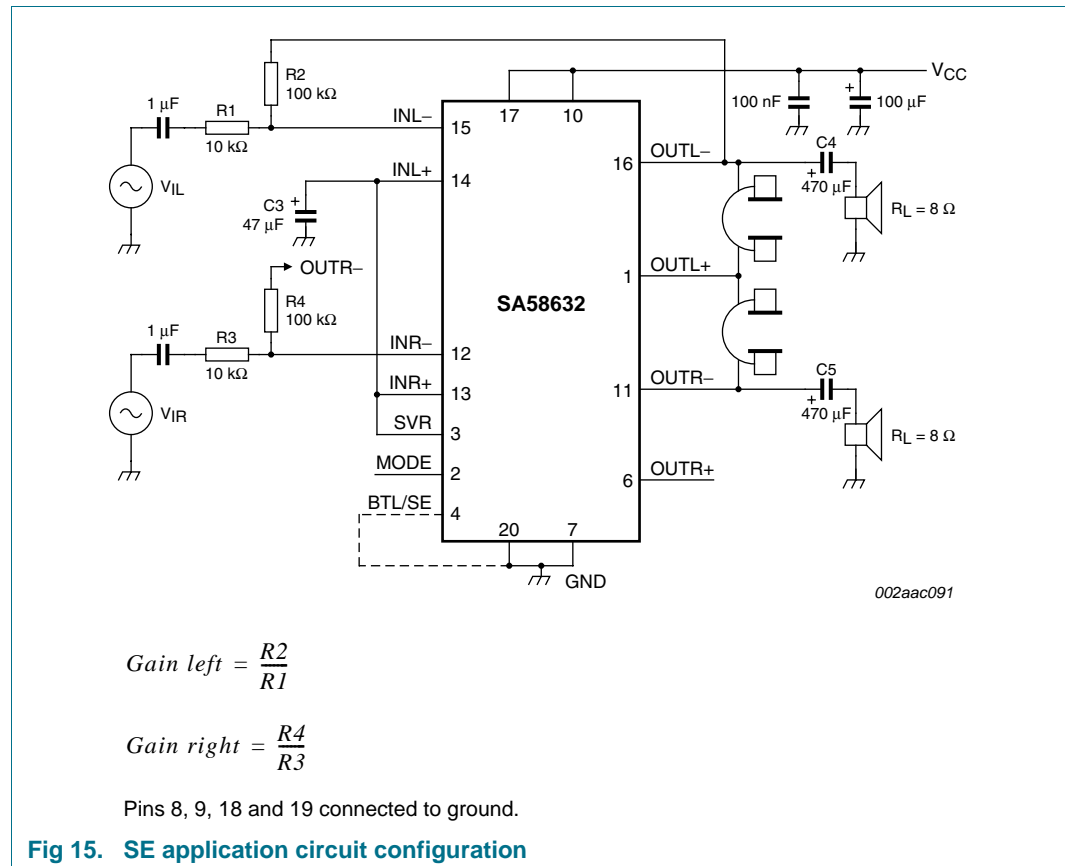 R2
100 kΩ
1 μF
R1
10 kΩ
INL−
15
VIL
INL+
14
C3 +
47 μF
OUTR−
R4
100 kΩ
1 μF
R3
10 kΩ
INR−
12
VIR
INR+
13
SVR
3
MODE
2
BTL/SE
4
17
10
SA58632
20
7
GND
VCC
100 nF
+
100 μF
16
OUTL−
C4
+
470 μF
RL = 8 Ω
1
OUTL+
11
OUTR−
C5
+
470 μF
RL = 8 Ω
6
OUTR+
002aac091
Gain left = R2/R1
Gain right = R4/R3
Pins 8, 9, 18 and 19 connected to ground.
Fig 15. SE application circuit configuration